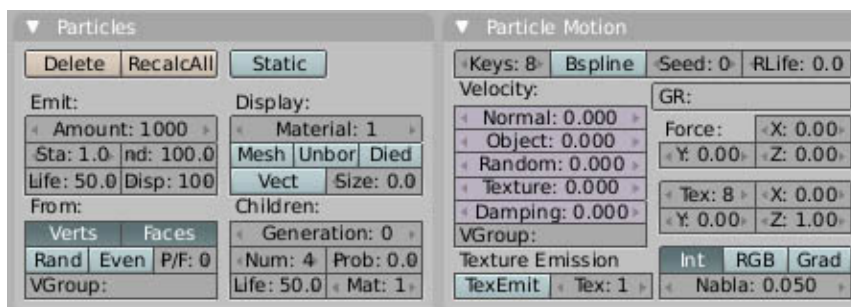 Particles
Delete RecalcAll Static
Emit: Display:
Amount: 1000 Material: 1
Sta: 1.0 nd: 100.0 Mesh Unbor Died
Life: 50.0 Disp: 100 Vect Size: 0.0
From: Children:
Verts Faces Generation: 0
Rand Even P/F: 0 Num: 4 Prob: 0.0
VGroup: Life: 50.0 Mat: 1
Particle Motion
Keys: 8 Bspline Seed: 0 RLife: 0.0
Velocity: GR:
Normal: 0.000 Force: X: 0.00
Object: 0.000 Y: 0.00 Z: 0.00
Random: 0.000
Texture: 0.000 Tex: 8 X: 0.00
Damping: 0.000 Y: 0.00 Z: 1.00
VGroup:
Texture Emission Int RGB Grad
TexEmit Tex: 1 Nabla: 0.050